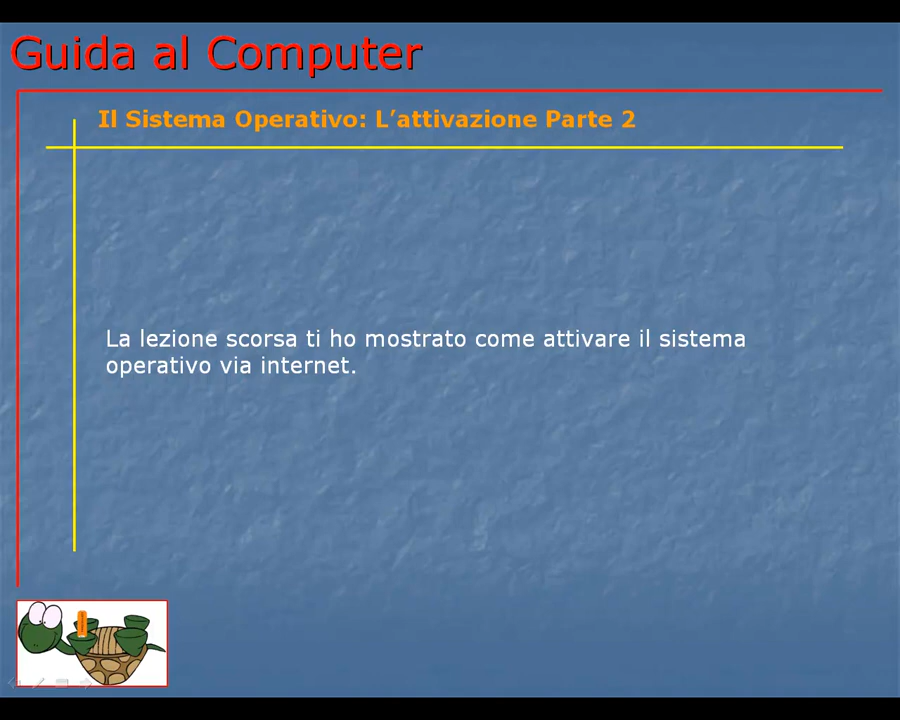 Guida al Computer
Il Sistema Operativo: L’attivazione Parte 2
La lezione scorsa ti ho mostrato come attivare il sistema
operativo via internet.